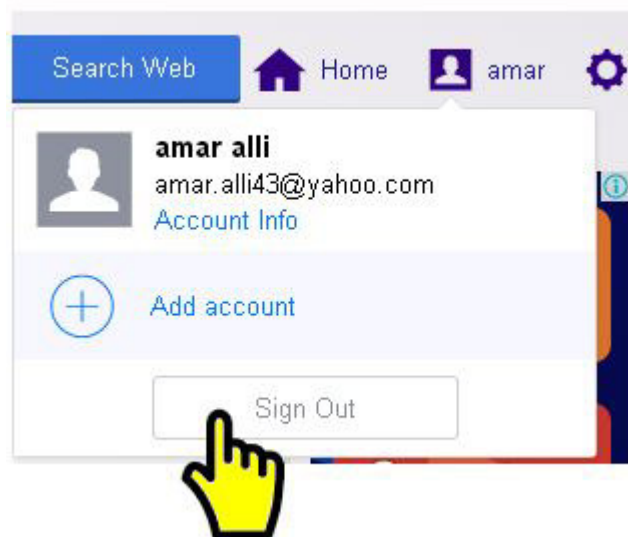 Search Web Home amar
amar alli
amar.alli43@yahoo.com
Account Info
Add account
Sign Out